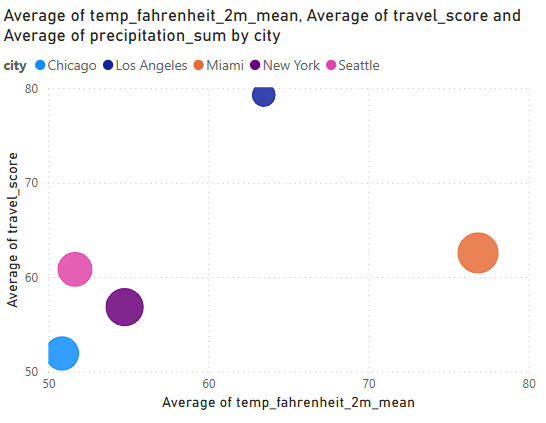 Average of temp_fahrenheit_2m_mean, Average of travel_score and
Average of precipitation_sum by city
city Chicago Los Angeles Miami New York Seattle
80
70
60
50
Average of travel_score
50 60 70 80
Average of temp_fahrenheit_2m_mean